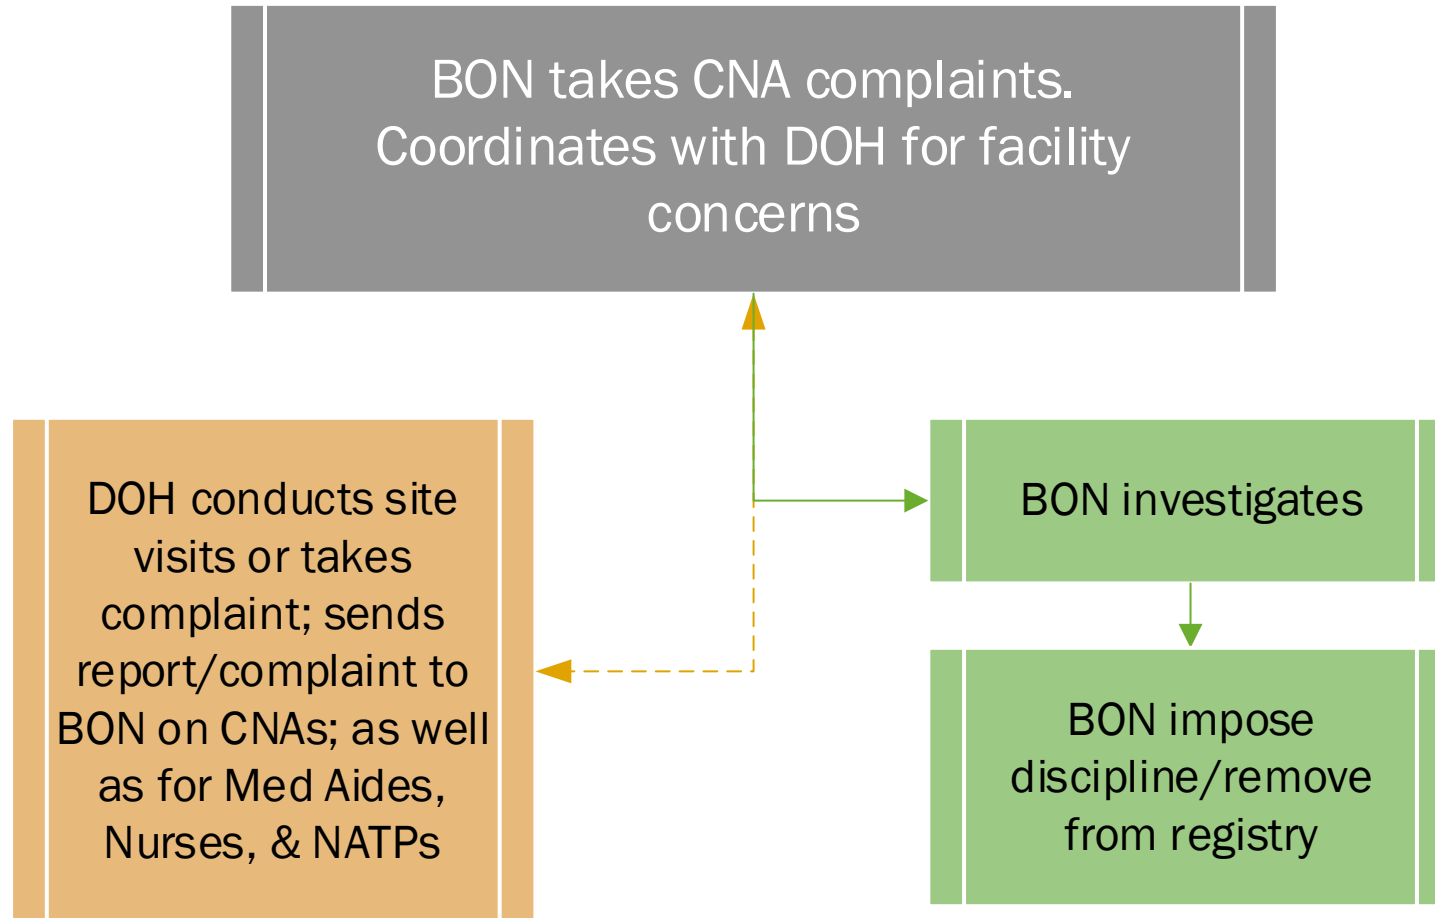 BON takes CNA complaints.
Coordinates with DOH for facility
concerns
DOH conducts site
visits or takes
complaint; sends
report/complaint to
BON on CNAs; as well
as for Med Aides,
Nurses, & NATPs
BON investigates
BON impose
discipline/remove
from registry